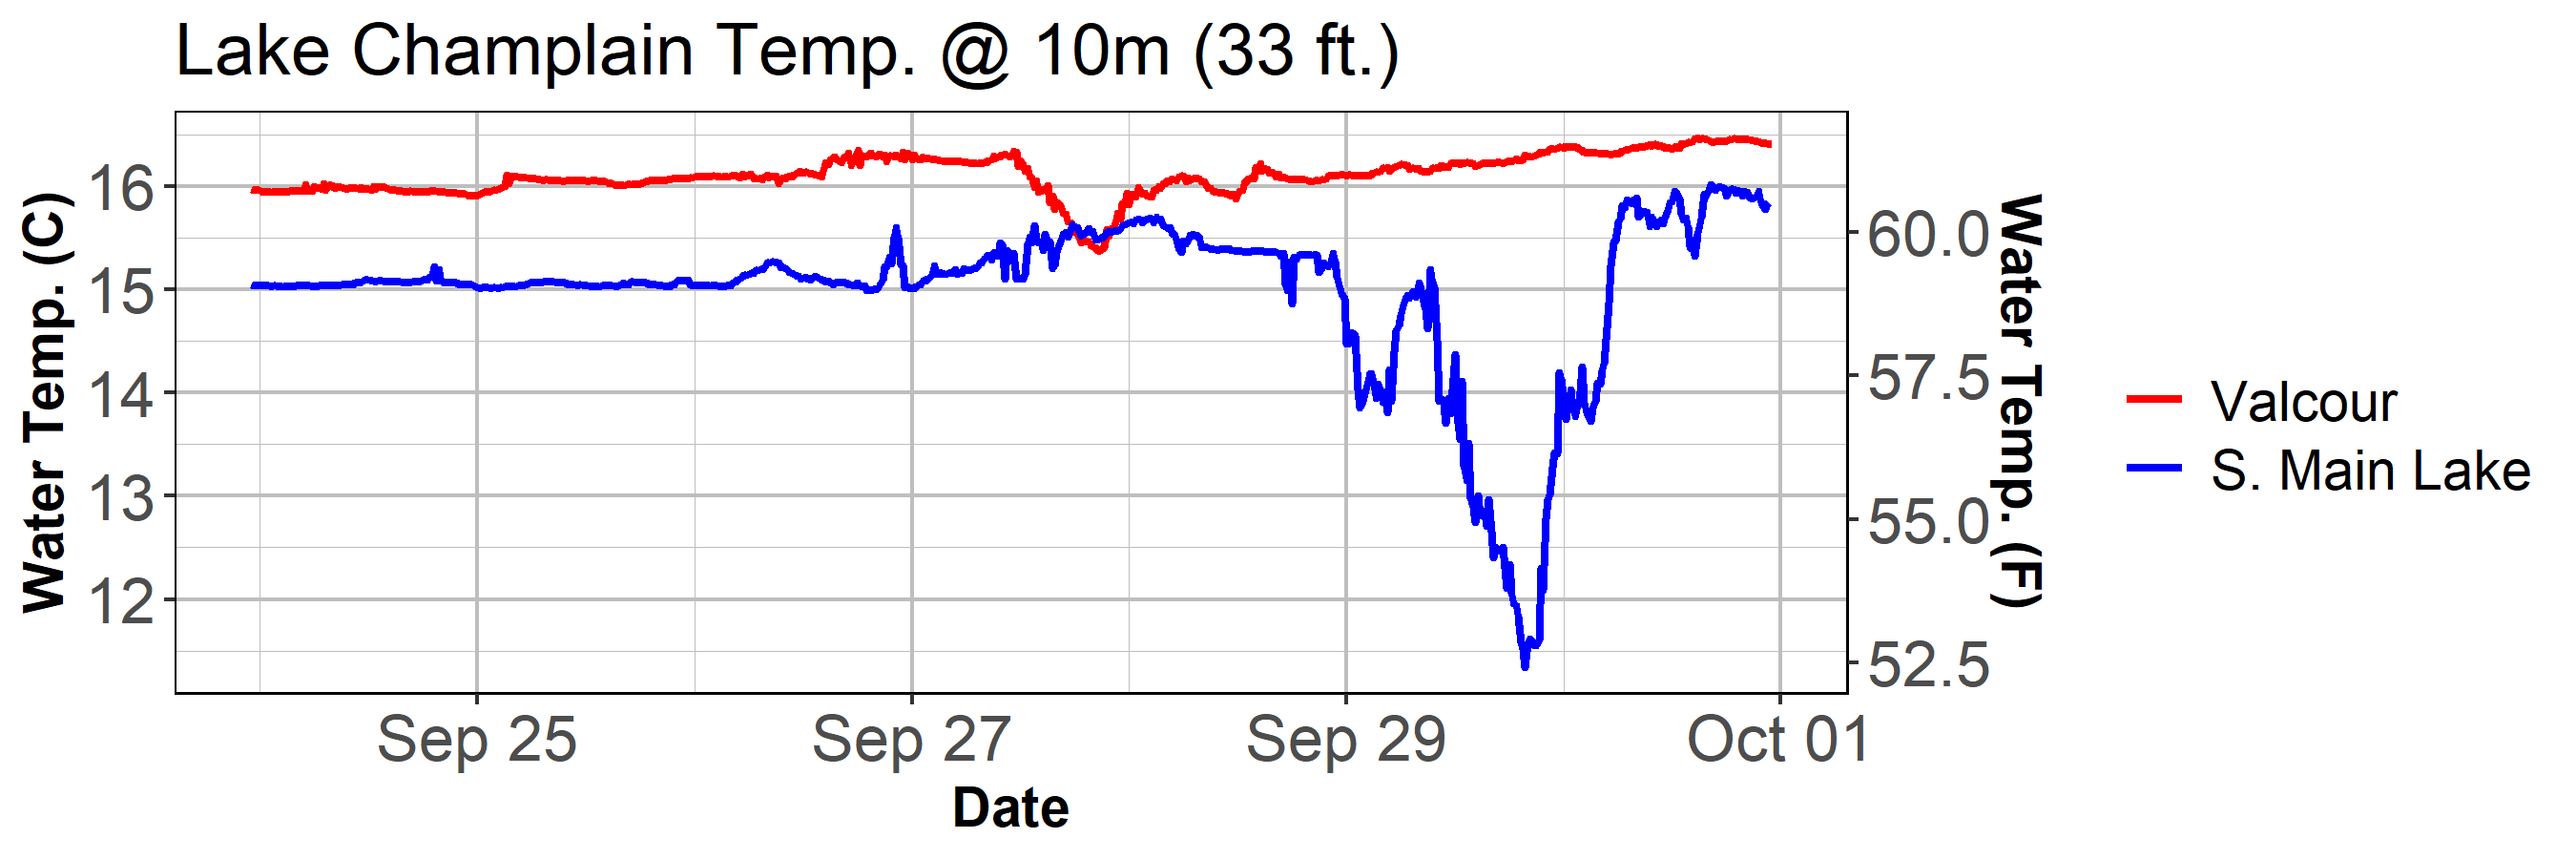 Lake Champlain Temp. @ 10m (33 ft.)
Water Temp. (C)
16
15
14
13
12
60.0
57.5
55.0
52.5
Water Temp. (F)
Sep 25
Sep 27
Sep 29
Oct 01
Date
Valcour
S. Main Lake